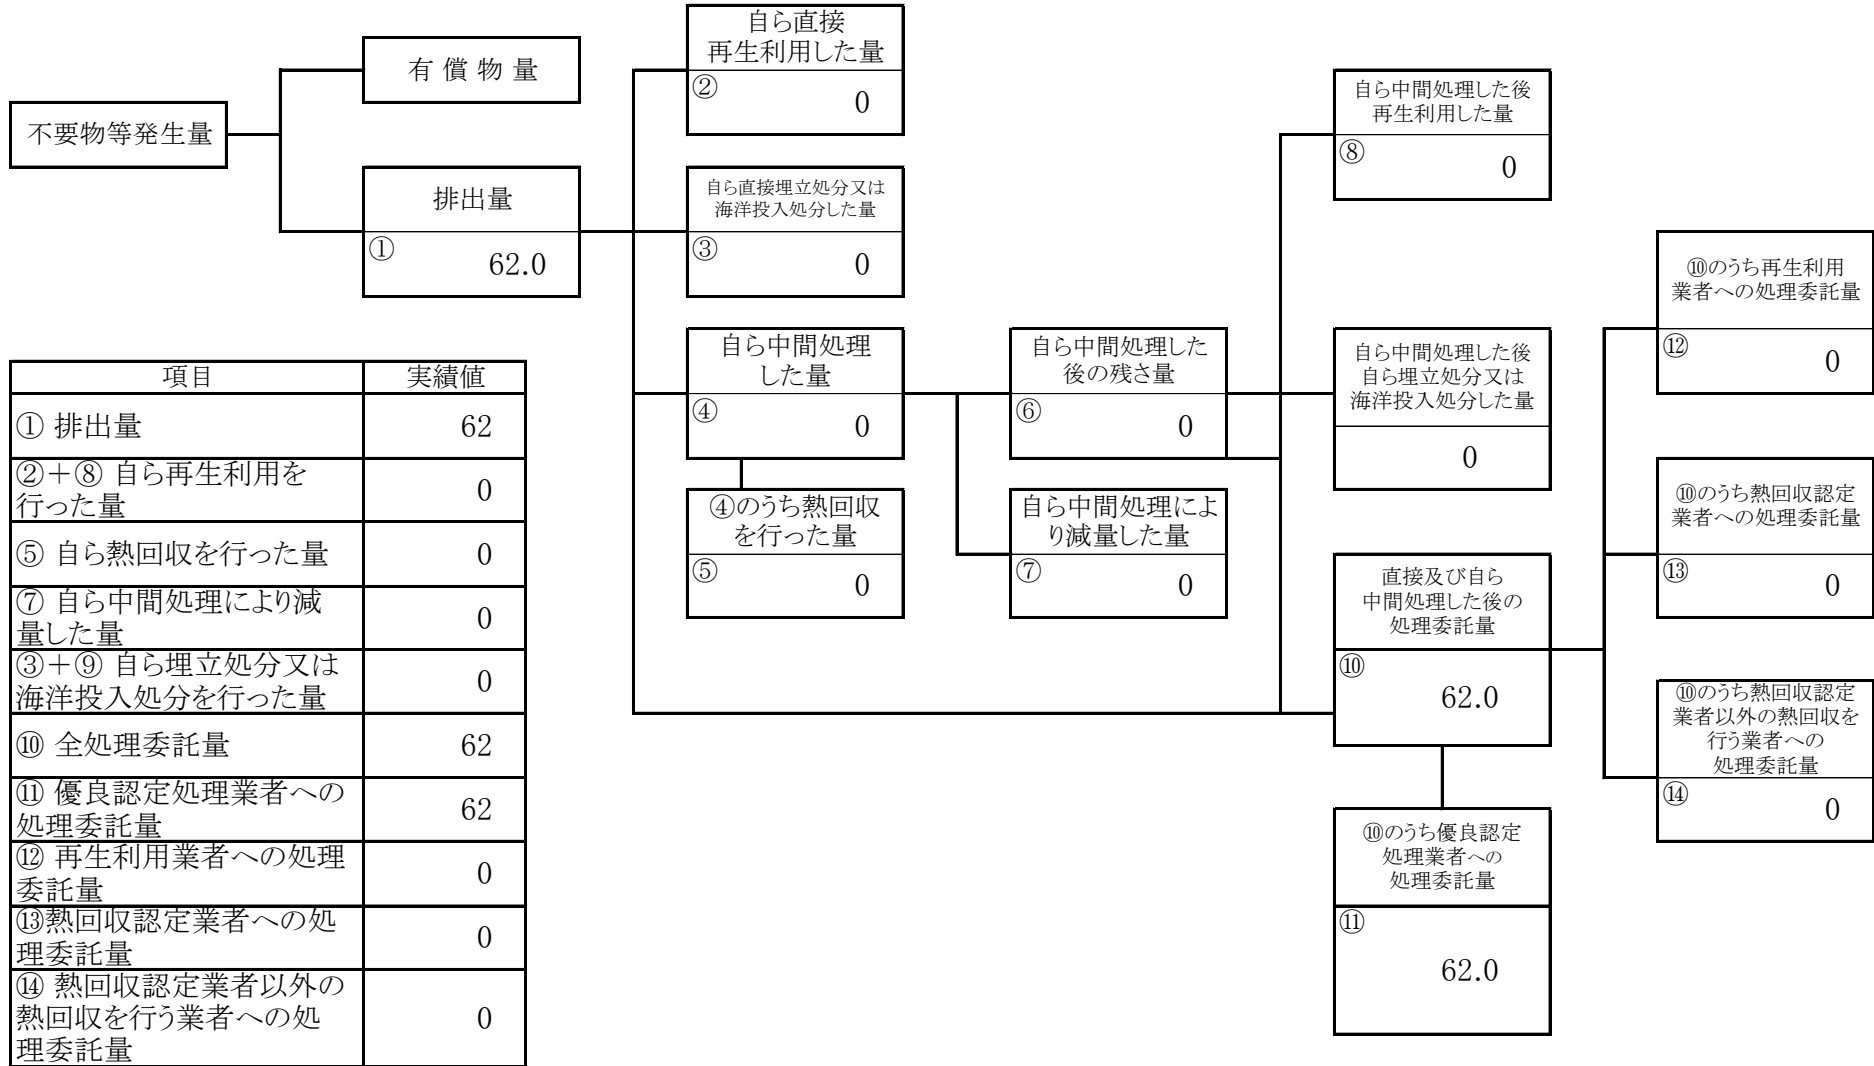 不要物等発生量
有償物量
排出量
①
62.0
自ら直接
再生利用した量
②
0
自ら直接埋立処分又は
海洋投入処分した量
③
0
自ら中間処理
した量
④
0
④のうち熱回収
を行った量
⑤
0
自ら中間処理した
後の残さ量
⑥
0
自ら中間処理によ
り減量した量
⑦
0
自ら中間処理した後
再生利用した量
⑧
0
自ら中間処理した後
自ら埋立処分又は
海洋投入処分した量
0
直接及び自ら
中間処理した後の
処理委託量
⑩
62.0
⑩のうち優良認定
処理業者への
処理委託量
⑪
62.0
⑩のうち再生利用
業者への処理委託量
⑫
0
⑩のうち熱回収認定
業者への処理委託量
⑬
0
⑩のうち熱回収認定
業者以外の熱回収を
行う業者への
処理委託量
⑭
0
項目 実績値
① 排出量 62
②＋⑧ 自ら再生利用を
行った量 0
⑤ 自ら熱回収を行った量 0
⑦ 自ら中間処理により減
量した量 0
③＋⑨ 自ら埋立処分又は
海洋投入処分を行った量 0
⑩ 全処理委託量 62
⑪ 優良認定処理業者への
処理委託量 62
⑫ 再生利用業者への処理
委託量 0
⑬熱回収認定業者への処
理委託量 0
⑭ 熱回収認定業者以外の
熱回収を行う業者への処
理委託量 0